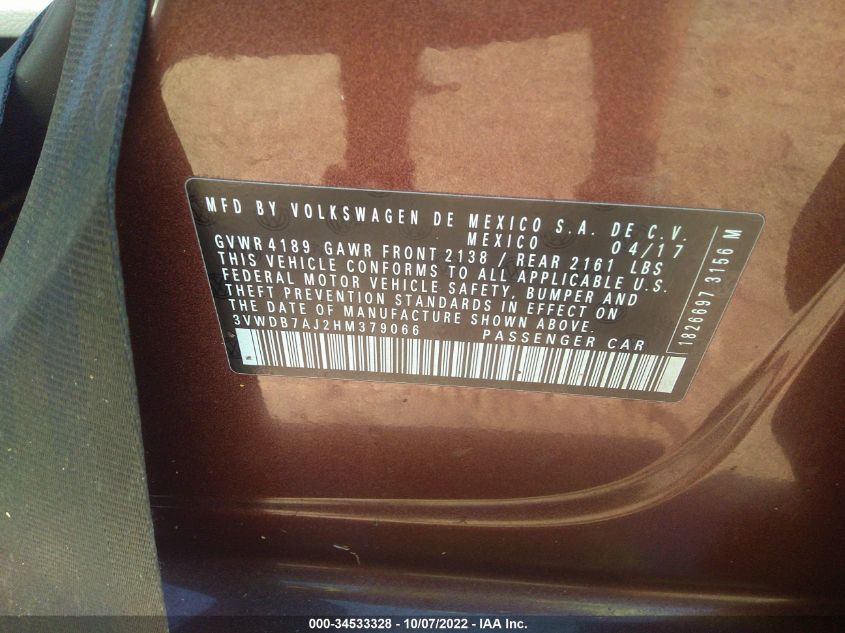 MFD BY VOLKSWAGEN DE MEXICO S.A. DE C.V.
MEXICO 04/17
GVWR 4189 GAWR FRONT 2138 / REAR 2161 LBS
THIS VEHICLE CONFORMS TO ALL APPLICABLE U.S.
FEDERAL MOTOR VEHICLE SAFETY, BUMPER AND
THEFT PREVENTION STANDARDS IN EFFECT ON
THE DATE OF MANUFACTURE SHOWN ABOVE.
3VWDB7AJ2HM379066 PASSENGER CAR
1826697 3156 M
000-34533328 - 10/07/2022 - IAA Inc.